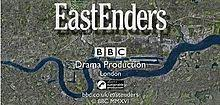 EastEnders
BBC
Drama Production
London
bbc.co.uk/eastenders
© BBC MMXVI